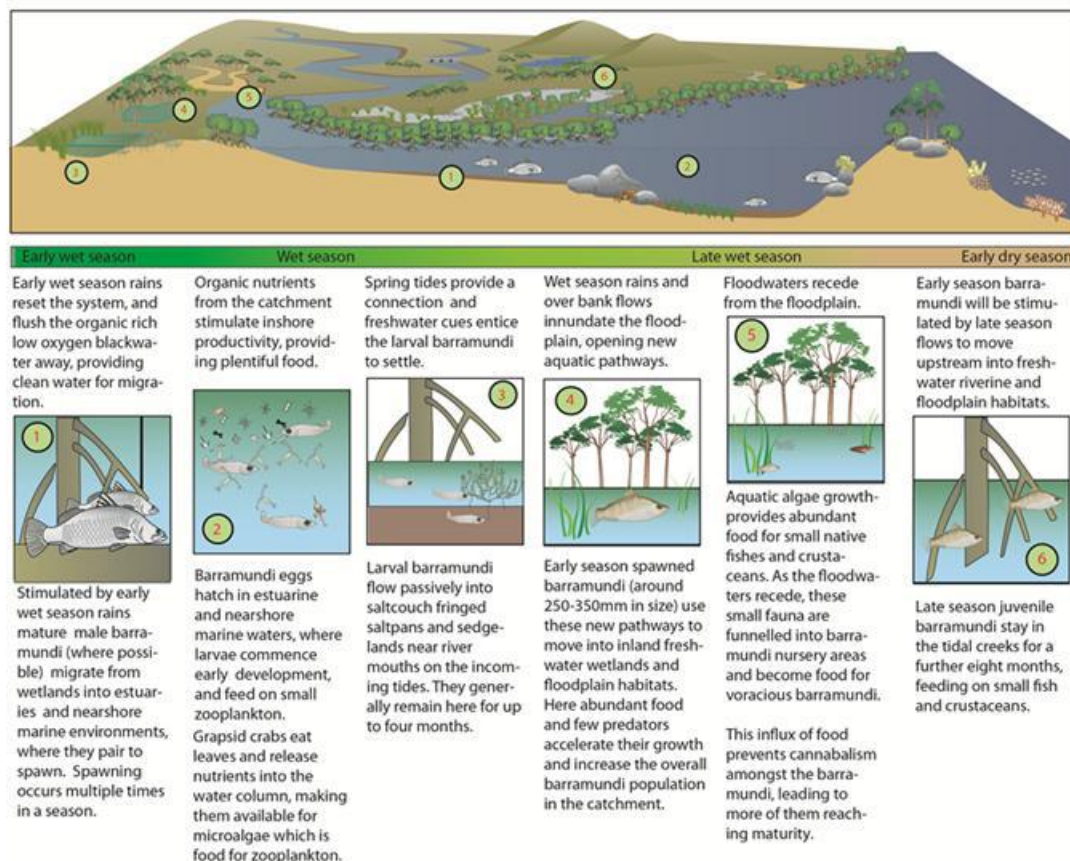 4
5
6
3
1
2
Early wet season
Wet season
Late wet season
Early dry season
Early wet season rains
reset the system, and
flush the organic rich
low oxygen blackwa-
ter away, providing
clean water for migra-
tion.
1
Stimulated by early
wet season rains
mature male barra-
mundi (where possi-
ble) migrate from
wetlands into estuar-
ies and nearshore
marine environments,
where they pair to
spawn. Spawning
occurs multiple times
in a season.
Organic nutrients
from the catchment
stimulate inshore
productivity, provid-
ing plentiful food.
2
Barramundi eggs
hatch in estuarine
and nearshore
marine waters, where
larvae commence
early development,
and feed on small
zooplankton.
Grapsid crabs eat
leaves and release
nutrients into the
water column, making
them available for
microalgae which is
food for zooplankton.
Spring tides provide a
connection and
freshwater cues entice
the larval barramundi
to settle.
3
Larval barramundi
flow passively into
saltcouch fringed
saltpans and sedge-
lands near river
mouths on the incom-
ing tides. They gener-
ally remain here for up
to four months.
Wet season rains and
over bank flows
innundate the flood-
plain, opening new
aquatic pathways.
4
Early season spawned
barramundi (around
250-350mm in size) use
these new pathways to
move into inland fresh-
water wetlands and
floodplain habitats.
Here abundant food
and few predators
accelerate their growth
and increase the overall
barramundi population
in the catchment.
Floodwaters recede
from the floodplain.
5
Aquatic algae growth-
provides abundant
food for small native
fishes and crusta-
ceans. As the floodwa-
ters recede, these
small fauna are
funnelled into barra-
mundi nursery areas
and become food for
voracious barramundi.
This influx of food
prevents cannabalism
amongst the barra-
mundi, leading to
more of them reach-
ing maturity.
Early season barra-
mundi will be stimu-
lated by late season
flows to move
upstream into fresh-
water riverine and
floodplain habitats.
6
Late season juvenile
barramundi stay in
the tidal creeks for a
further eight months,
feeding on small fish
and crustaceans.